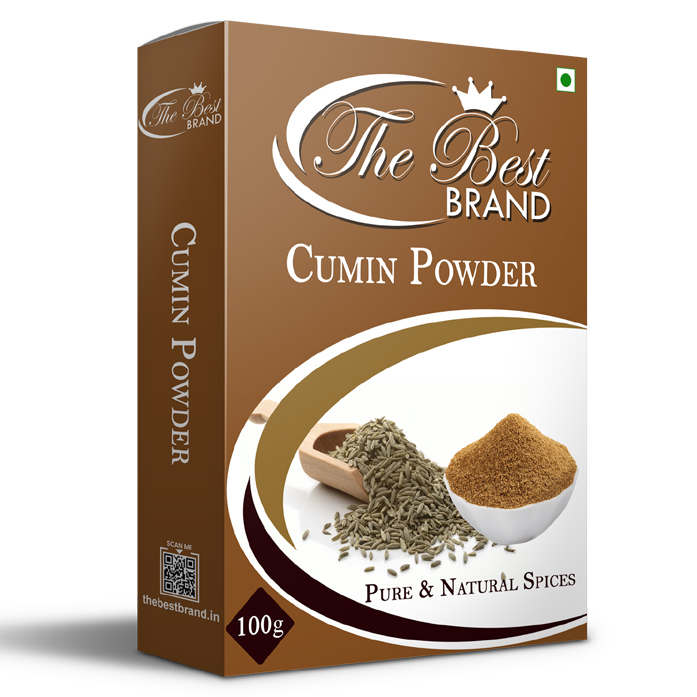 The Best
BRAND
CUMIN POWDER
SCAN ME
thebestbrand.in
The Best
BRAND
CUMIN POWDER
PURE & NATURAL SPICES
100g